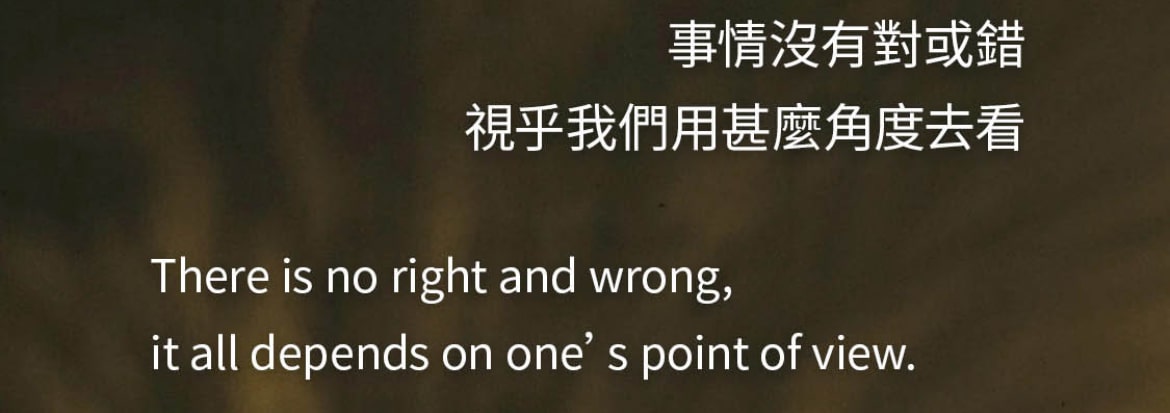 事情沒有對或錯
視乎我們用甚麼角度去看
There is no right and wrong,
it all depends on one’s point of view.